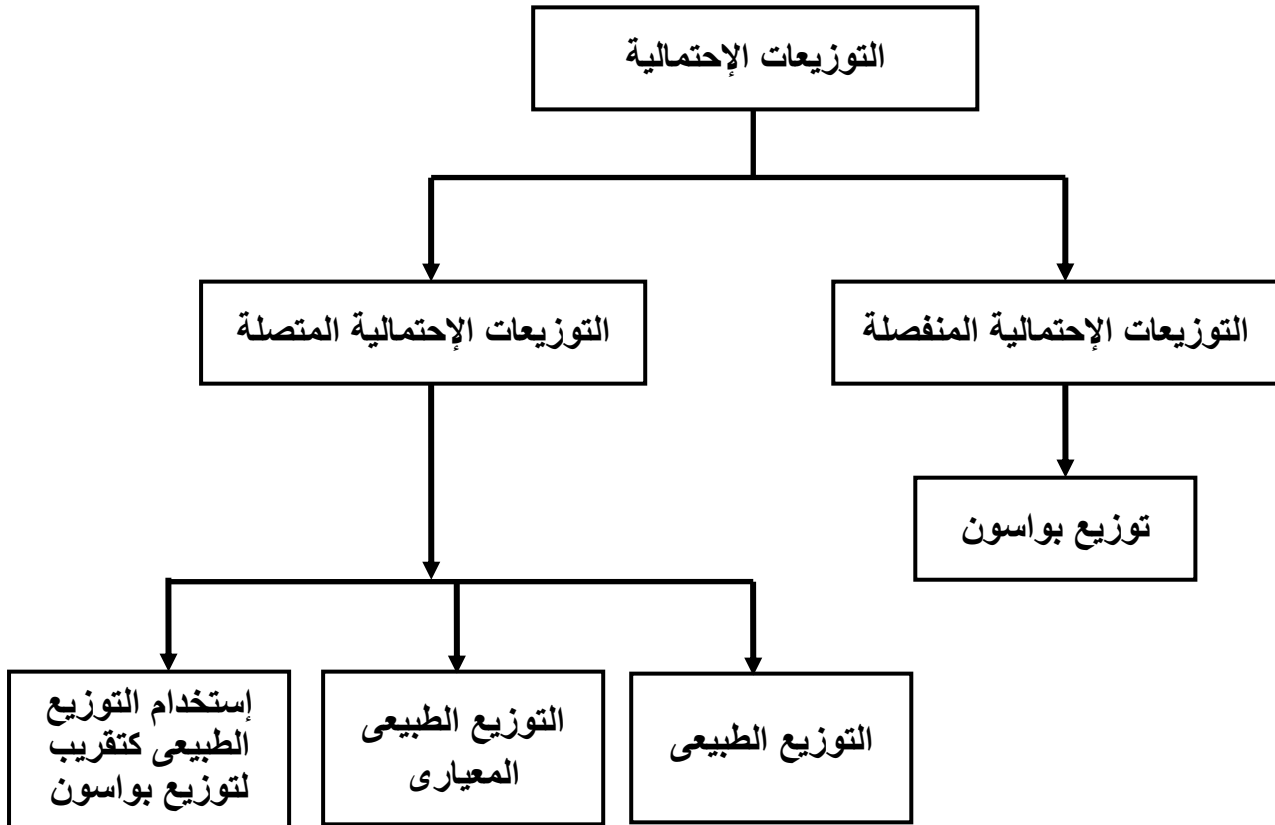 التوزيعات الإحتمالية
التوزيعات الإحتمالية المنفصلة
التوزيعات الإحتمالية المتصلة
توزيع بواسون
التوزيع الطبيعى
التوزيع الطبيعى
المعيارى
إستخدام التوزيع
الطبيعى كتقريب
لتوزيع بواسون